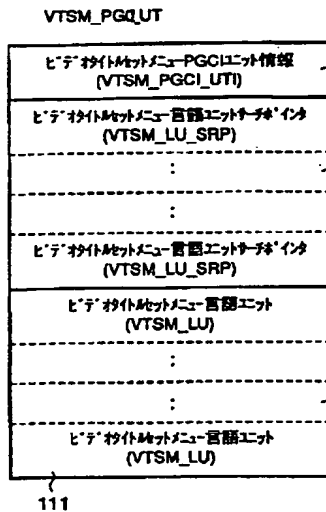 VTSM_PGCI_UT
ビデオタイトルセットメニューPGCIユニット情報
(VTSM_PGCI_UTI)
ビデオタイトルセットメニュー言語ユニットサーチポインタ
(VTSM_LU_SRP)
:
:
ビデオタイトルセットメニュー言語ユニットサーチポインタ
(VTSM_LU_SRP)
ビデオタイトルセットメニュー言語ユニット
(VTSM_LU)
:
:
ビデオタイトルセットメニュー言語ユニット
(VTSM_LU)
111